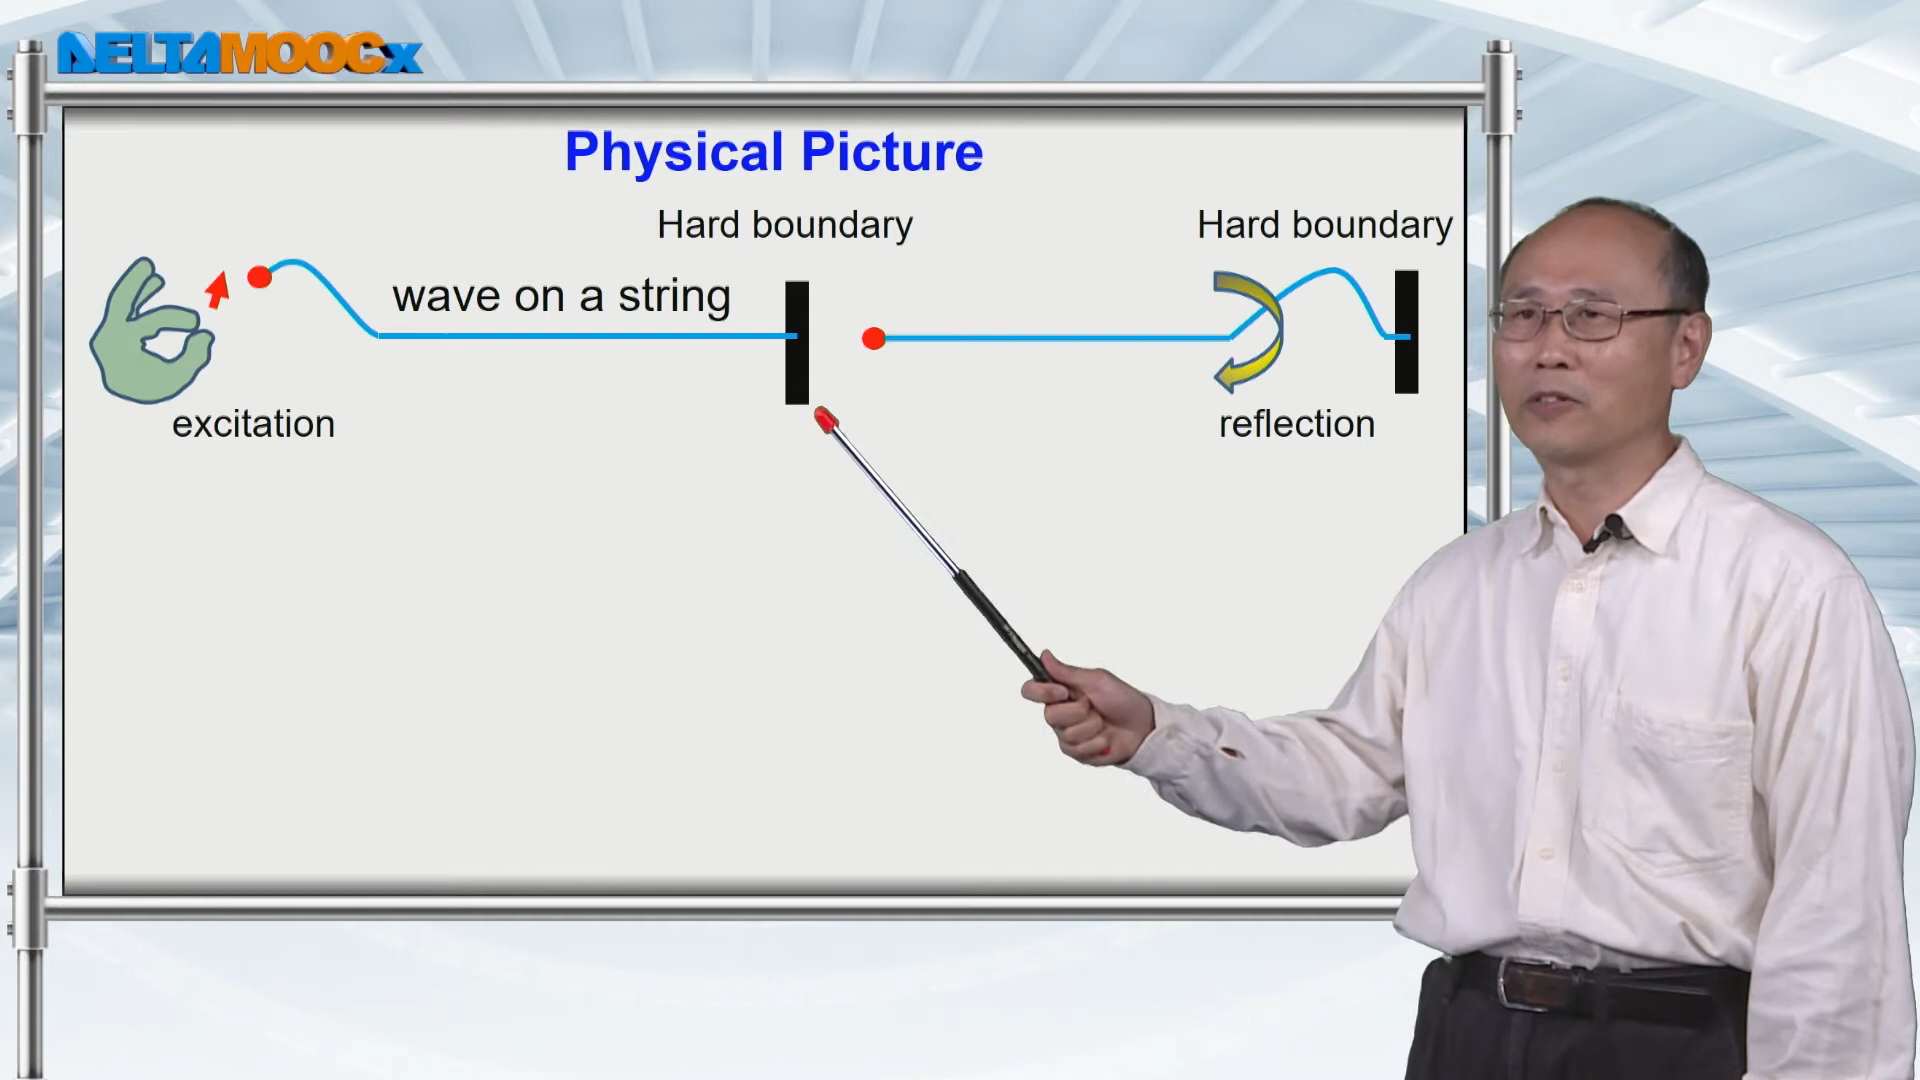 DELTAMOOCx
Physical Picture
Hard boundary
Hard boundary
wave on a string
excitation
reflection